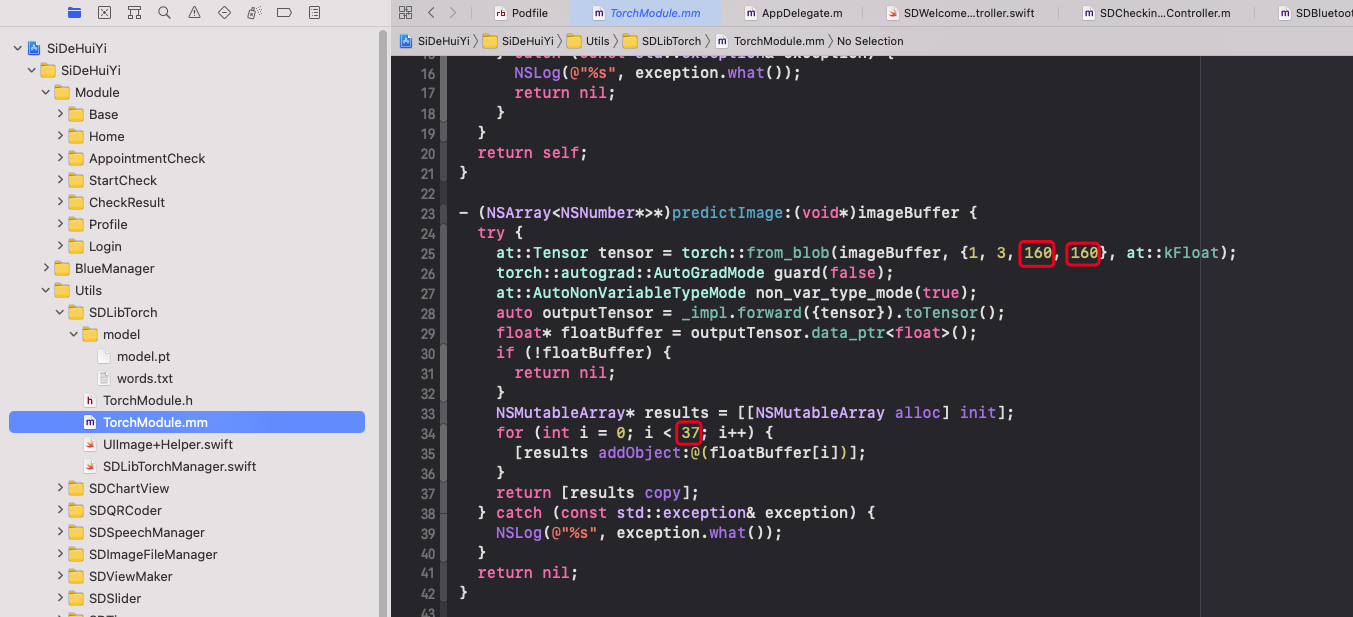 Podfile
TorchModule.mm
AppDelegate.m
SDWelcome...troller.swift
SDCheckin...Controller.m
SDBluetoot
SiDeHuiYi
SiDeHuiYi
Utils
SDLibTorch
TorchModule.mm
No Selection
SiDeHuiYi
SiDeHuiYi
Module
Base
Home
AppointmentCheck
StartCheck
CheckResult
Profile
Login
BlueManager
Utils
SDLibTorch
model
model.pt
words.txt
TorchModule.h
TorchModule.mm
UIImage+Helper.swift
SDLibTorchManager.swift
SDChartView
SDQRCoder
SDSpeechManager
SDImageFileManager
SDViewMaker
SDSlider
15 } catch (const std::exception& exception) {
16 NSLog(@"%s", exception.what());
17 return nil;
18 }
19 }
20 return self;
21 }
22
23 - (NSArray<NSNumber*>*)predictImage:(void*)imageBuffer {
24 try {
25 at::Tensor tensor = torch::from_blob(imageBuffer, {1, 3, 160, 160}, at::kFloat);
26 torch::autograd::AutoGradMode guard(false);
27 at::AutoNonVariableTypeMode non_var_type_mode(true);
28 auto outputTensor = _impl.forward({tensor}).toTensor();
29 float* floatBuffer = outputTensor.data_ptr<float>();
30 if (!floatBuffer) {
31 return nil;
32 }
33 NSMutableArray* results = [[NSMutableArray alloc] init];
34 for (int i = 0; i < 37; i++) {
35 [results addObject:@(floatBuffer[i])];
36 }
37 return [results copy];
38 } catch (const std::exception& exception) {
39 NSLog(@"%s", exception.what());
40 }
41 return nil;
42 }
43